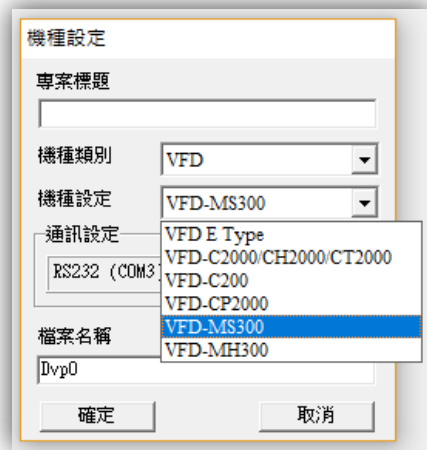 機種設定
專案標題
機種類別 VFD
機種設定 VFD-MS300
通訊設定
VFD E Type
VFD-C2000/CH2000/CT2000
RS232 (COM3)
VFD-C200
VFD-CP2000
VFD-MS300
VFD-MH300
檔案名稱
Dvp0
確定 取消